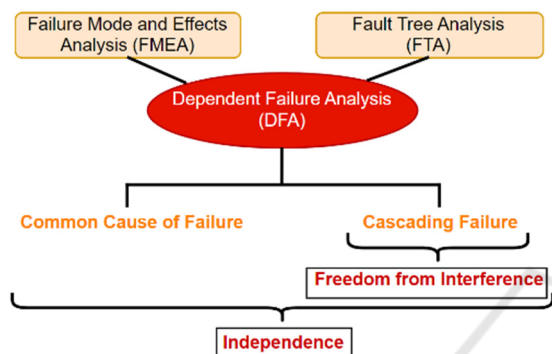 Failure Mode and Effects
Analysis (FMEA)
Fault Tree Analysis
(FTA)
Dependent Failure Analysis
(DFA)
Common Cause of Failure
Cascading Failure
Freedom from Interference
Independence